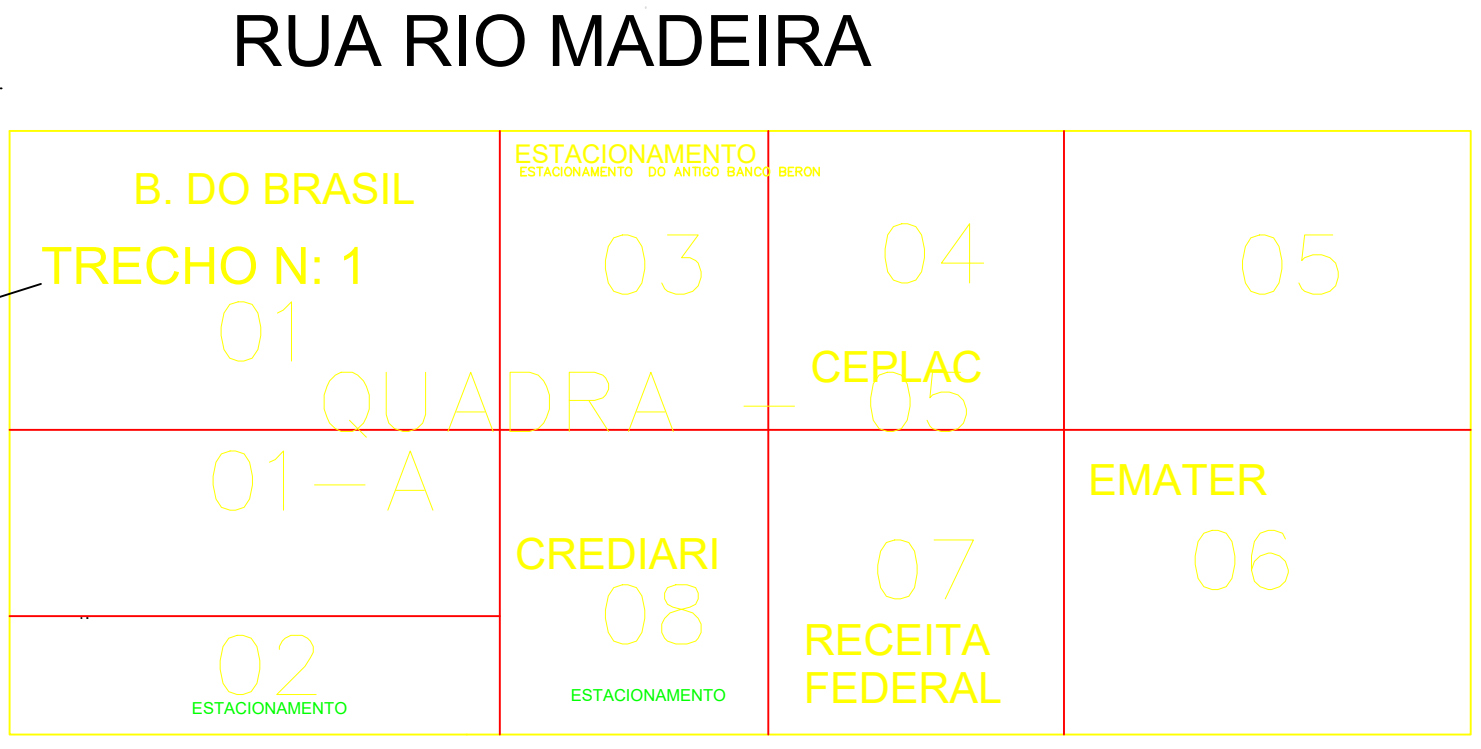 RUA RIO MADEIRA
B. DO BRASIL
TRECHO N: 1
01
ESTACIONAMENTO
ESTACIONAMENTO DO ANTIGO BANCO BERON
03
04
CEPLAC
05
QUADRA - 05
01-A
CREDIARI
08
ESTACIONAMENTO
07
RECEITA
FEDERAL
EMATER
06
02
ESTACIONAMENTO